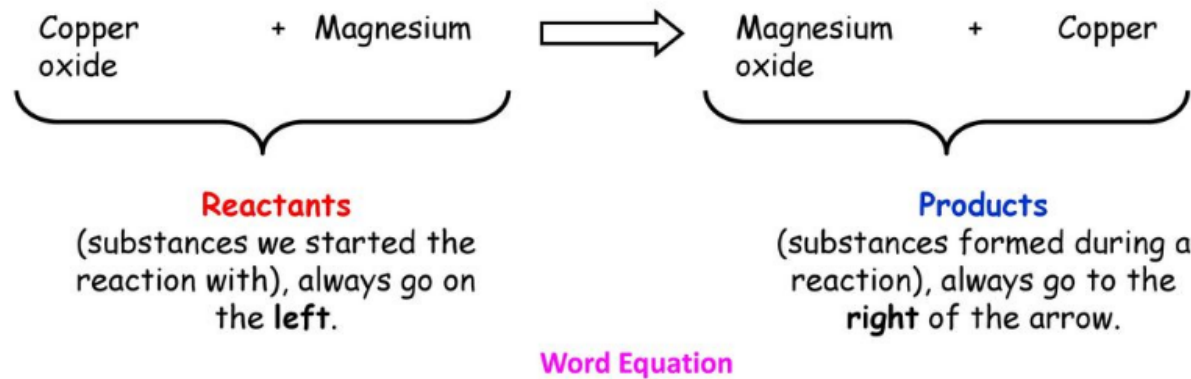 Copper + Magnesium Magnesium + Copper
oxide oxide
Reactants
(substances we started the
reaction with), always go on
the left.
Products
(substances formed during a
reaction), always go to the
right of the arrow.
Word Equation